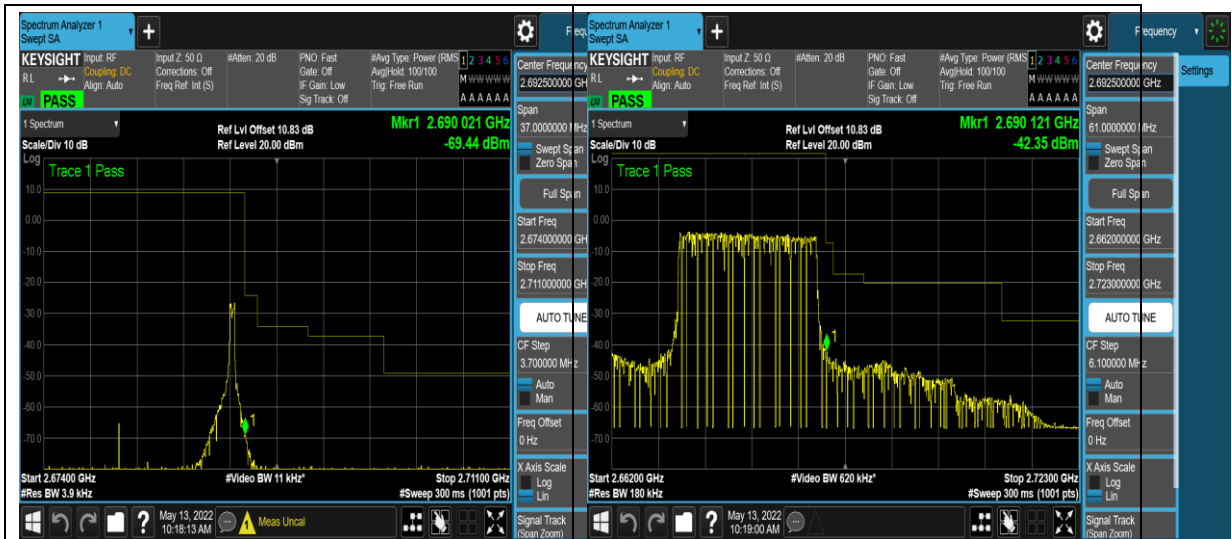 Spectrum Analyzer 1
Swept SA
+
KEYSIGHT
Input: RF
Coupling: DC
Align: Auto
Input Z: 50 Ω
Corrections: Off
Freq Ref: Int (S)
#Atten: 20 dB
PNO: Fast
Gate: Off
IF Gain: Low
Sig Track: Off
#Avg Type: Power (RMS
Avg|Hold: 100/100
Trig: Free Run
1 2 3 4 5 6
M W W W W W
A A A A A A
R L
PASS
1 Spectrum
Scale/Div 10 dB
Ref Lvl Offset 10.83 dB
Ref Level 20.00 dBm
Mkr1 2.690 021 GHz
-69.44 dBm
Log
Trace 1 Pass
10.0
0.00
-10.0
-20.0
-30.0
-40.0
-50.0
-60.0
-70.0
1
Start 2.67400 GHz
#Res BW 3.9 kHz
#Video BW 11 kHz*
Stop 2.71100 GHz
#Sweep 300 ms (1001 pts)
?
May 13, 2022
10:18:13 AM
Meas Uncal
Center Frequency
2.692500000 GH
Span
37.0000000 MHz
Swept Span
Zero Span
Full Span
Start Freq
2.674000000 GH
Stop Freq
2.711000000 GH
AUTO TUNE
CF Step
3.700000 MHz
Auto
Man
Freq Offset
0 Hz
X Axis Scale
Log
Lin
Signal Track
(Span Zoom)
Spectrum Analyzer 1
Swept SA
+
Frequency
Settings
KEYSIGHT
Input: RF
Coupling: DC
Align: Auto
Input Z: 50 Ω
Corrections: Off
Freq Ref: Int (S)
#Atten: 20 dB
PNO: Fast
Gate: Off
IF Gain: Low
Sig Track: Off
#Avg Type: Power (RMS
Avg|Hold: 100/100
Trig: Free Run
1 2 3 4 5 6
M W W W W W
A A A A A A
R L
PASS
1 Spectrum
Scale/Div 10 dB
Ref Lvl Offset 10.83 dB
Ref Level 20.00 dBm
Mkr1 2.690 121 GHz
-42.35 dBm
Log
Trace 1 Pass
10.0
0.00
-10.0
-20.0
-30.0
-40.0
-50.0
-60.0
-70.0
1
Start 2.66200 GHz
#Res BW 180 kHz
#Video BW 620 kHz*
Stop 2.72300 GHz
#Sweep 300 ms (1001 pts)
?
May 13, 2022
10:19:00 AM
Center Frequency
2.692500000 GHz
Span
61.0000000 MHz
Swept Span
Zero Span
Full Span
Start Freq
2.662000000 GHz
Stop Freq
2.723000000 GHz
AUTO TUNE
CF Step
6.100000 MHz
Auto
Man
Freq Offset
0 Hz
X Axis Scale
Log
Lin
Signal Track
(Span Zoom)